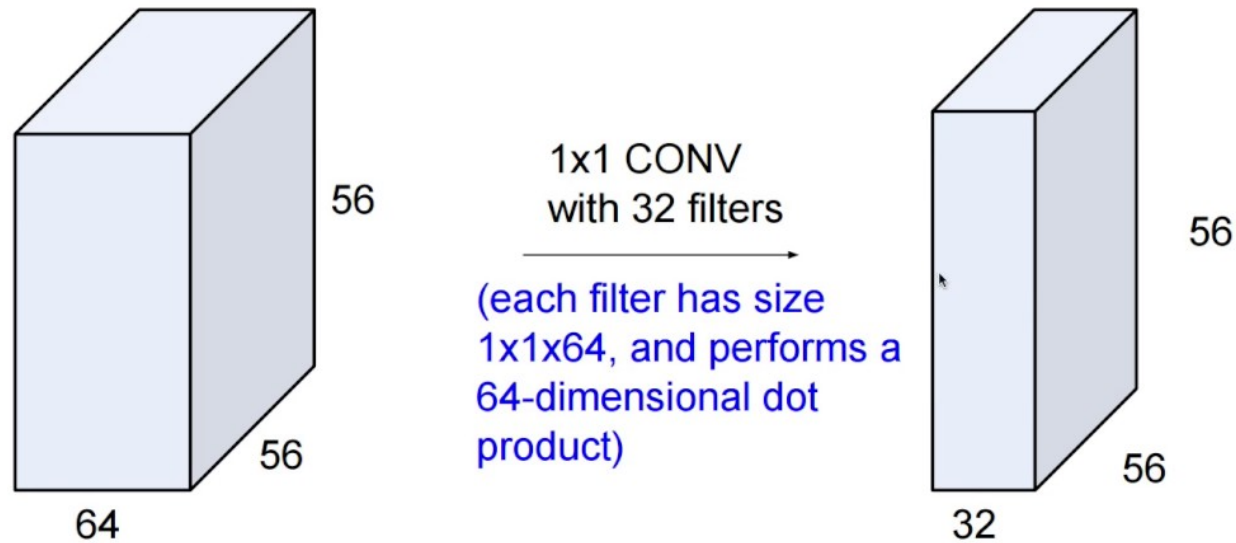 56
56
64
1x1 CONV
with 32 filters
(each filter has size
1x1x64, and performs a
64-dimensional dot
product)
56
56
32